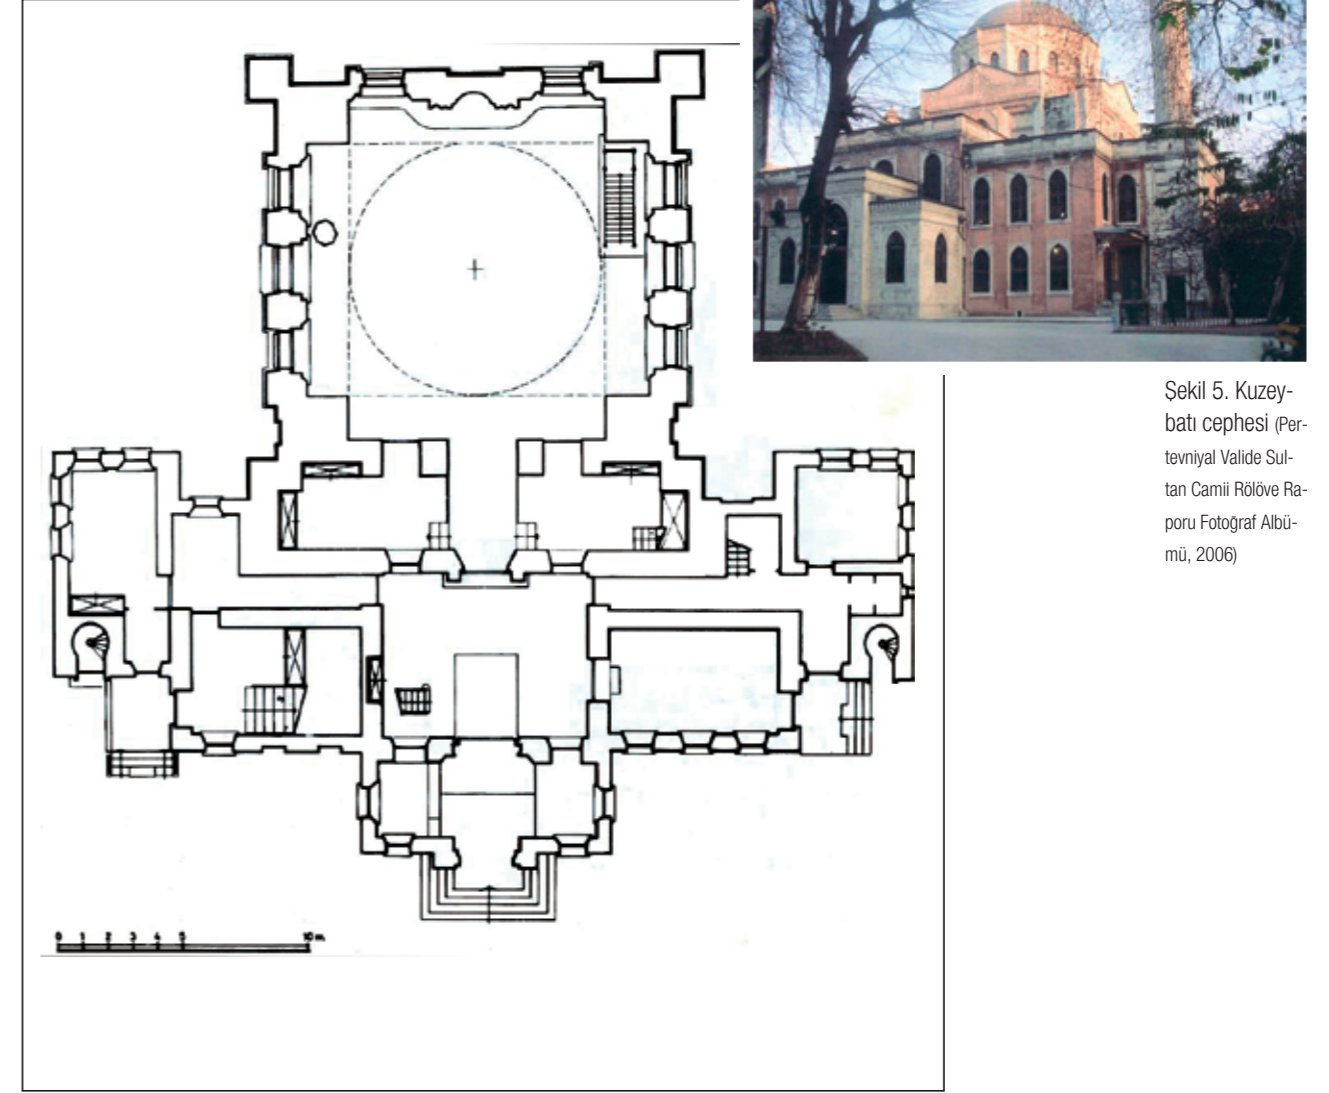 Şekil 5. Kuzey-
batı cephesi (Per-
tevniyal Valide Sul-
tan Camii Rölöve Ra-
poru Fotoğraf Albü-
mü, 2006)
0 1 2 3 4 5 10 m